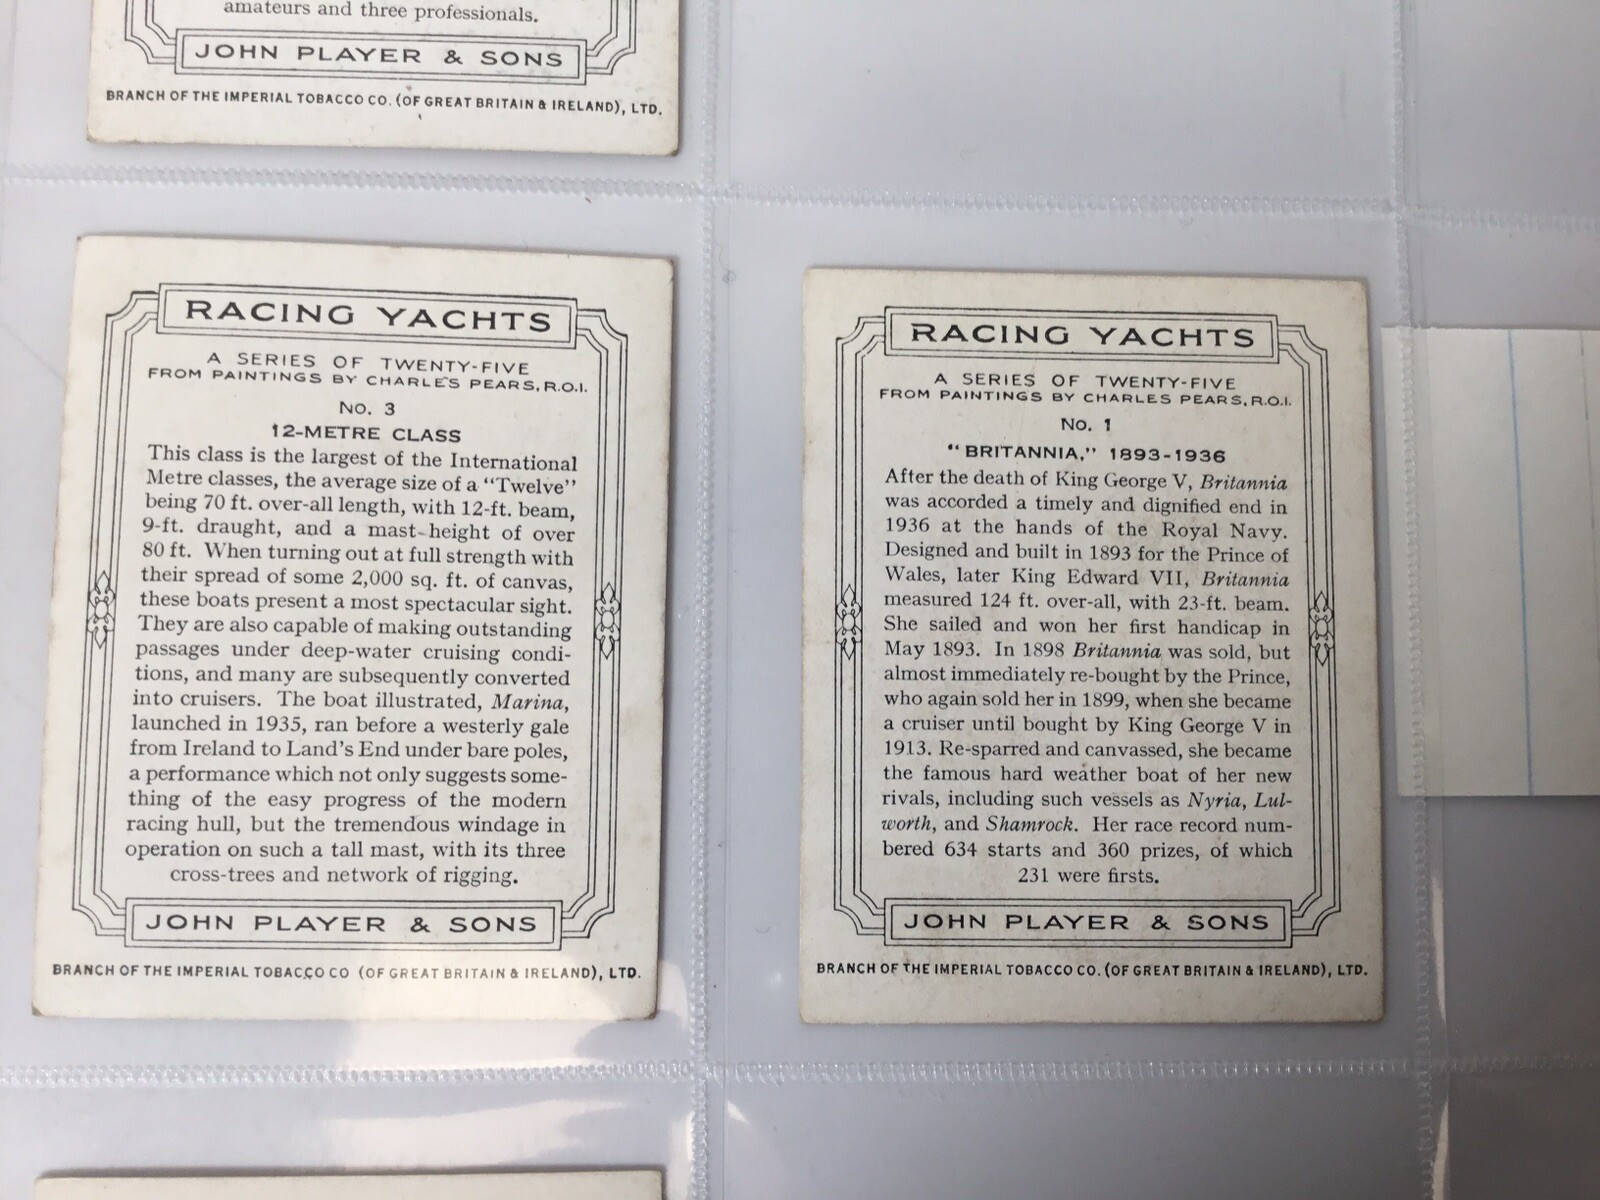 amateurs and three professionals.
JOHN PLAYER & SONS
BRANCH OF THE IMPERIAL TOBACCO CO. (OF GREAT BRITAIN & IRELAND), LTD.
RACING YACHTS
A SERIES OF TWENTY-FIVE
FROM PAINTINGS BY CHARLES PEARS, R.O.I.
No. 3
12-METRE CLASS
This class is the largest of the International
Metre classes, the average size of a "Twelve"
being 70 ft. over-all length, with 12-ft. beam,
9-ft. draught, and a mast-height of over
80 ft. When turning out at full strength with
their spread of some 2,000 sq. ft. of canvas,
these boats present a most spectacular sight.
They are also capable of making outstanding
passages under deep-water cruising condi-
tions, and many are subsequently converted
into cruisers. The boat illustrated, Marina,
launched in 1935, ran before a westerly gale
from Ireland to Land's End under bare poles,
a performance which not only suggests some-
thing of the easy progress of the modern
racing hull, but the tremendous windage in
operation on such a tall mast, with its three
cross-trees and network of rigging.
JOHN PLAYER & SONS
BRANCH OF THE IMPERIAL TOBACCO CO (OF GREAT BRITAIN & IRELAND), LTD.
RACING YACHTS
A SERIES OF TWENTY-FIVE
FROM PAINTINGS BY CHARLES PEARS, R.O.I.
No. 1
"BRITANNIA," 1893-1936
After the death of King George V, Britannia
was accorded a timely and dignified end in
1936 at the hands of the Royal Navy.
Designed and built in 1893 for the Prince of
Wales, later King Edward VII, Britannia
measured 124 ft. over-all, with 23-ft. beam.
She sailed and won her first handicap in
May 1893. In 1898 Britannia was sold, but
almost immediately re-bought by the Prince,
who again sold her in 1899, when she became
a cruiser until bought by King George V in
1913. Re-sparred and canvassed, she became
the famous hard weather boat of her new
rivals, including such vessels as Nyria, Lul-
worth, and Shamrock. Her race record num-
bered 634 starts and 360 prizes, of which
231 were firsts.
JOHN PLAYER & SONS
BRANCH OF THE IMPERIAL TOBACCO CO. (OF GREAT BRITAIN & IRELAND), LTD.